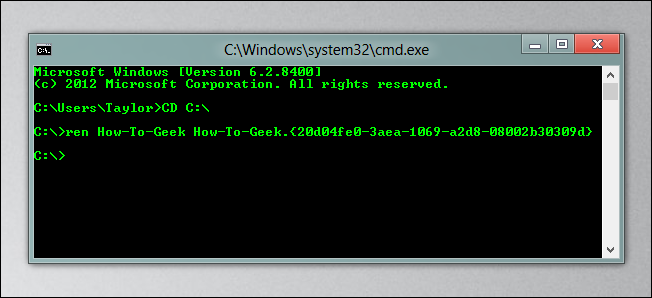 C:\Windows\system32\cmd.exe
Microsoft Windows [Version 6.2.8400]
(c) 2012 Microsoft Corporation. All rights reserved.
C:\Users\Taylor>CD C:\
C:\>ren How-To-Geek How-To-Geek.{20d04fe0-3aea-1069-a2d8-08002b30309d}
C:\>